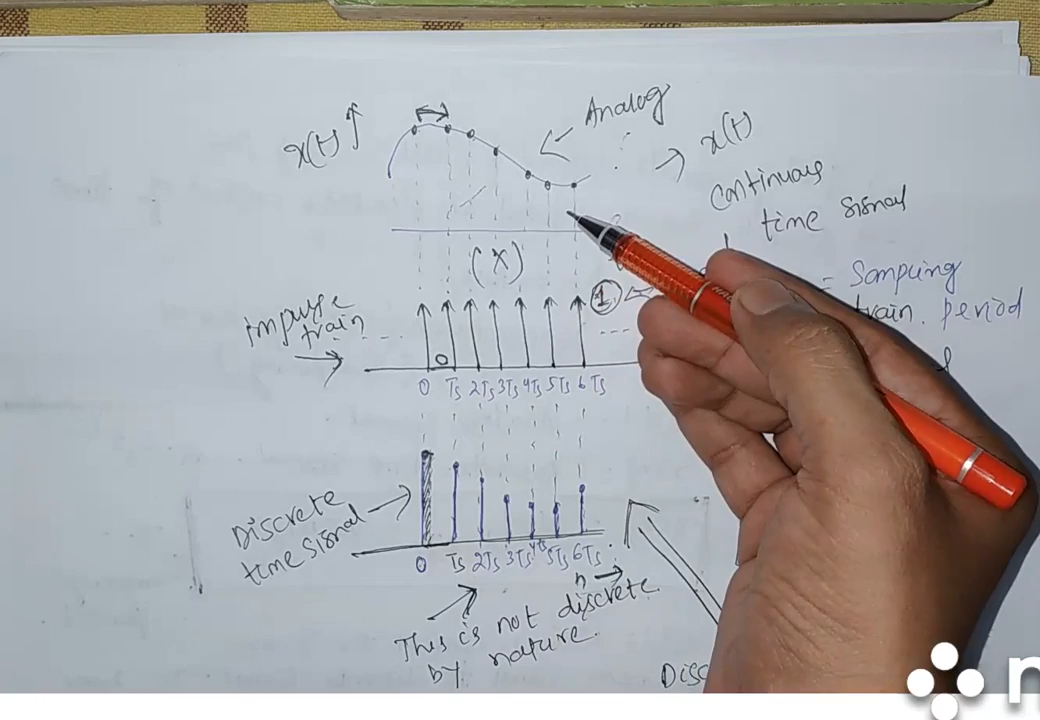 x(t)
Analog
x(t)
continuous
time signal
(X)
impulse
train
1
= Sampling
train. period
0 Ts 2Ts 3Ts 4Ts 5Ts 6Ts
Discrete
time signal
0 Ts 2Ts 3Ts 4Ts 5Ts 6Ts
n
This is not discrete
by nature.
Disc
n